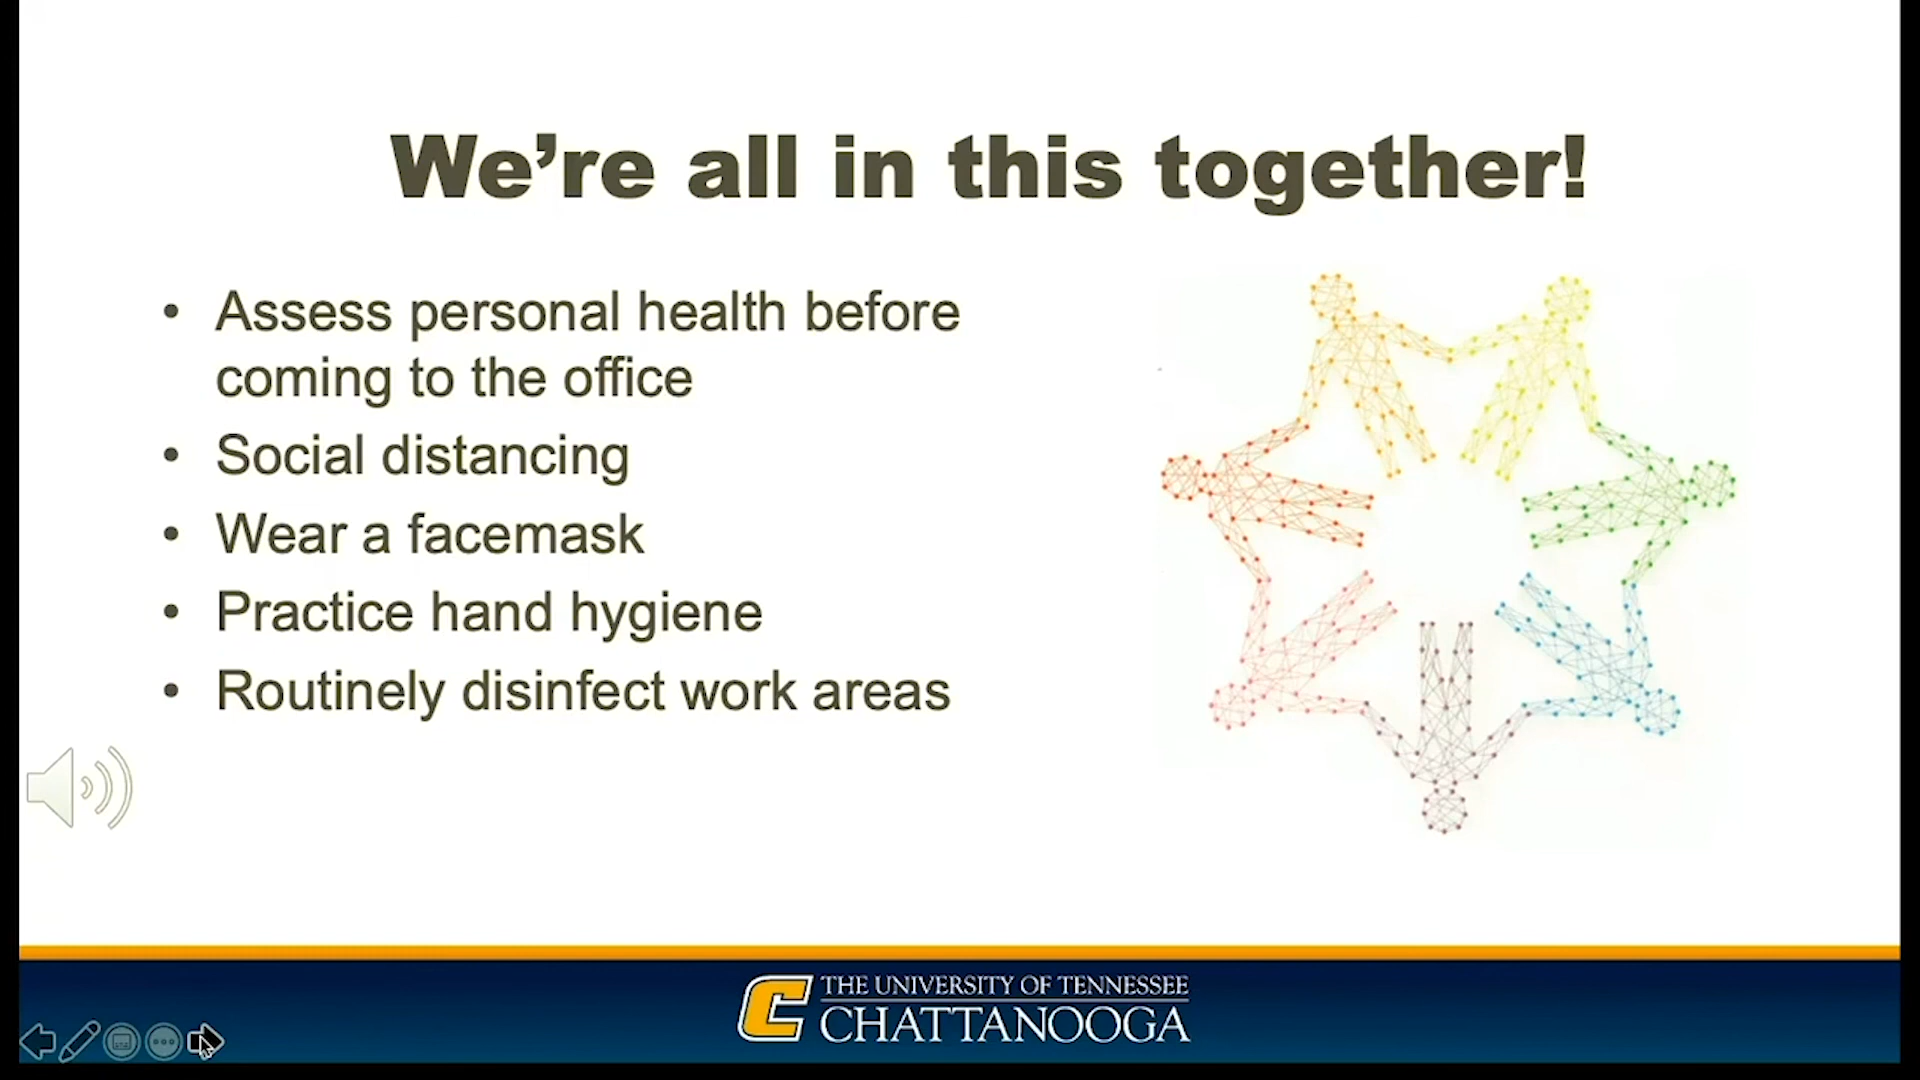 We’re all in this together!
• Assess personal health before
coming to the office
• Social distancing
• Wear a facemask
• Practice hand hygiene
• Routinely disinfect work areas
C THE UNIVERSITY OF TENNESSEE
CHATTANOOGA